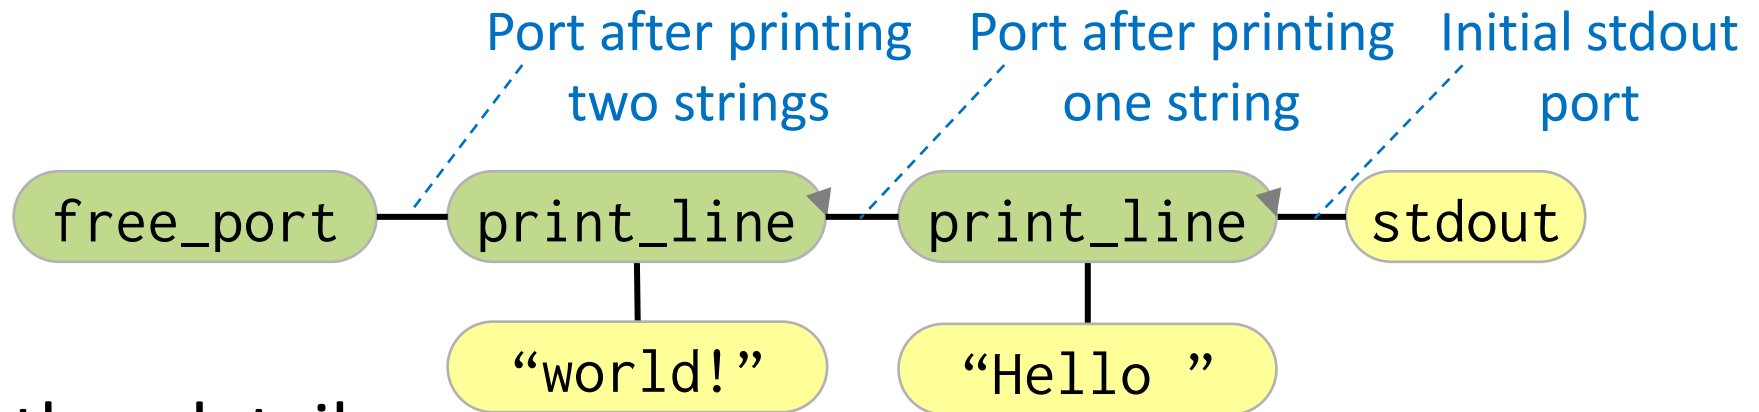 Port after printing
two strings
Port after printing
one string
Initial stdout
port
free_port
print_line
print_line
stdout
“world!”
“Hello ”